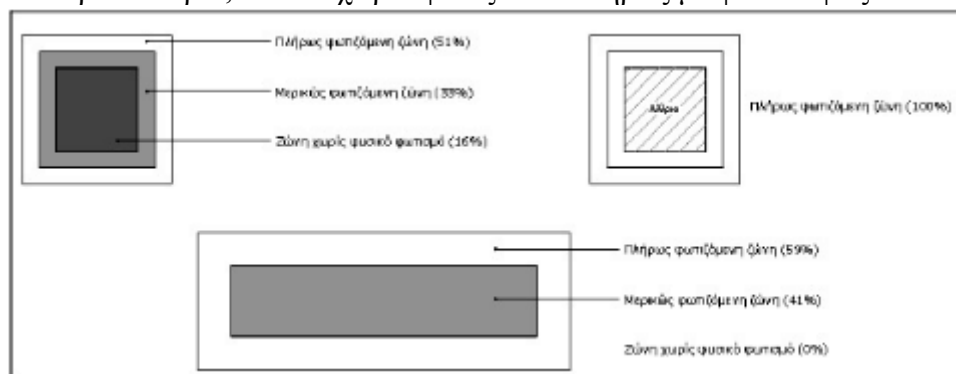 Πλήρως φωτιζόμενη ζώνη (51%)
Μερικώς φωτιζόμενη ζώνη (33%)
Ζώνη χωρίς φυσικό φωτισμό (16%)
Αίθριο
Πλήρως φωτιζόμενη ζώνη (100%)
Πλήρως φωτιζόμενη ζώνη (59%)
Μερικώς φωτιζόμενη ζώνη (41%)
Ζώνη χωρίς φυσικό φωτισμό (0%)